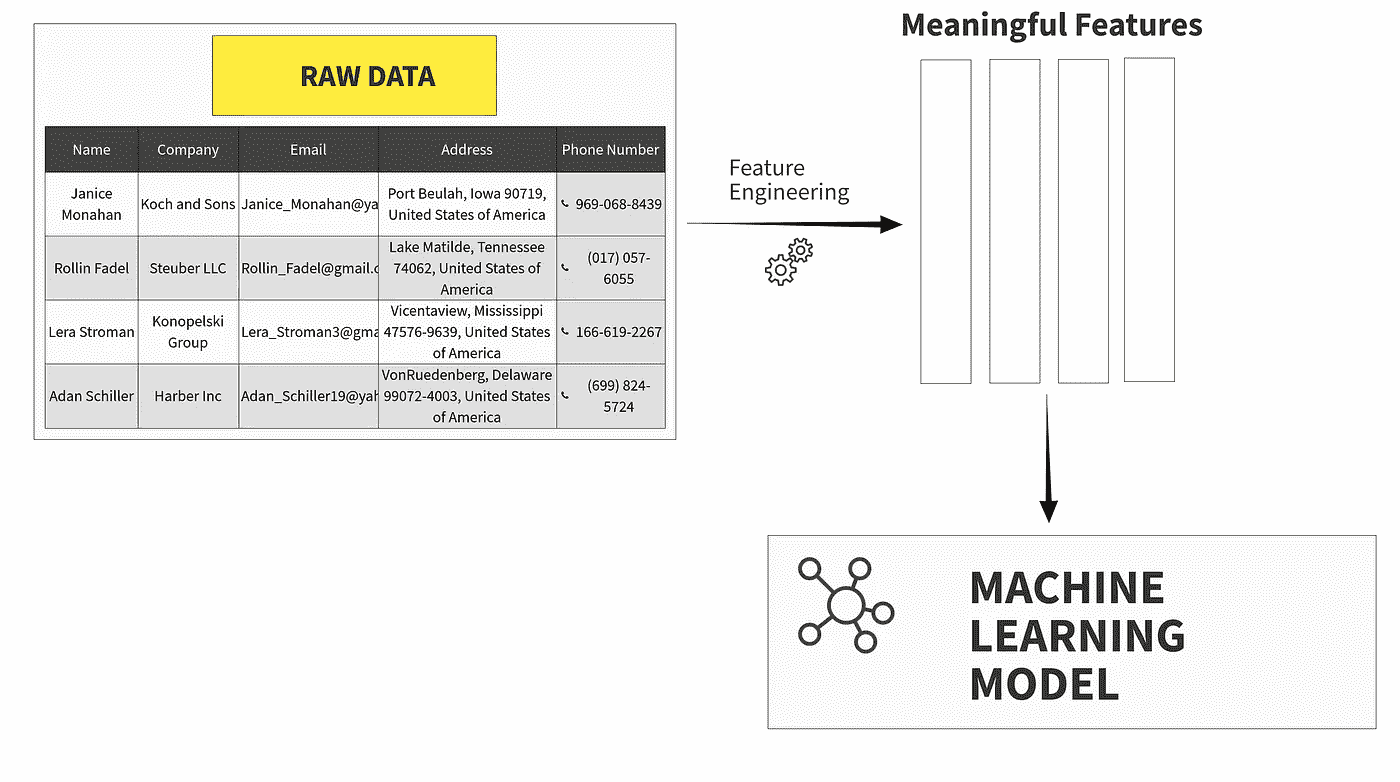 RAW DATA
Name Company Email Address Phone Number
Janice
Monahan
Koch and Sons
Janice_Monahan@ya
Port Beulah, Iowa 90719,
United States of America
969-068-8439
Rollin Fadel
Steuber LLC
Rollin_Fadel@gmail.c
Lake Matilde, Tennessee
74062, United States of
America
(017) 057-
6055
Lera Stroman
Konopelski
Group
Lera_Stroman3@gma
Vicentaview, Mississippi
47576-9639, United States
of America
166-619-2267
Adan Schiller
Harber Inc
Adan_Schiller19@yah
VonRuedenberg, Delaware
99072-4003, United States
of America
(699) 824-
5724
Feature
Engineering
Meaningful Features
MACHINE
LEARNING
MODEL